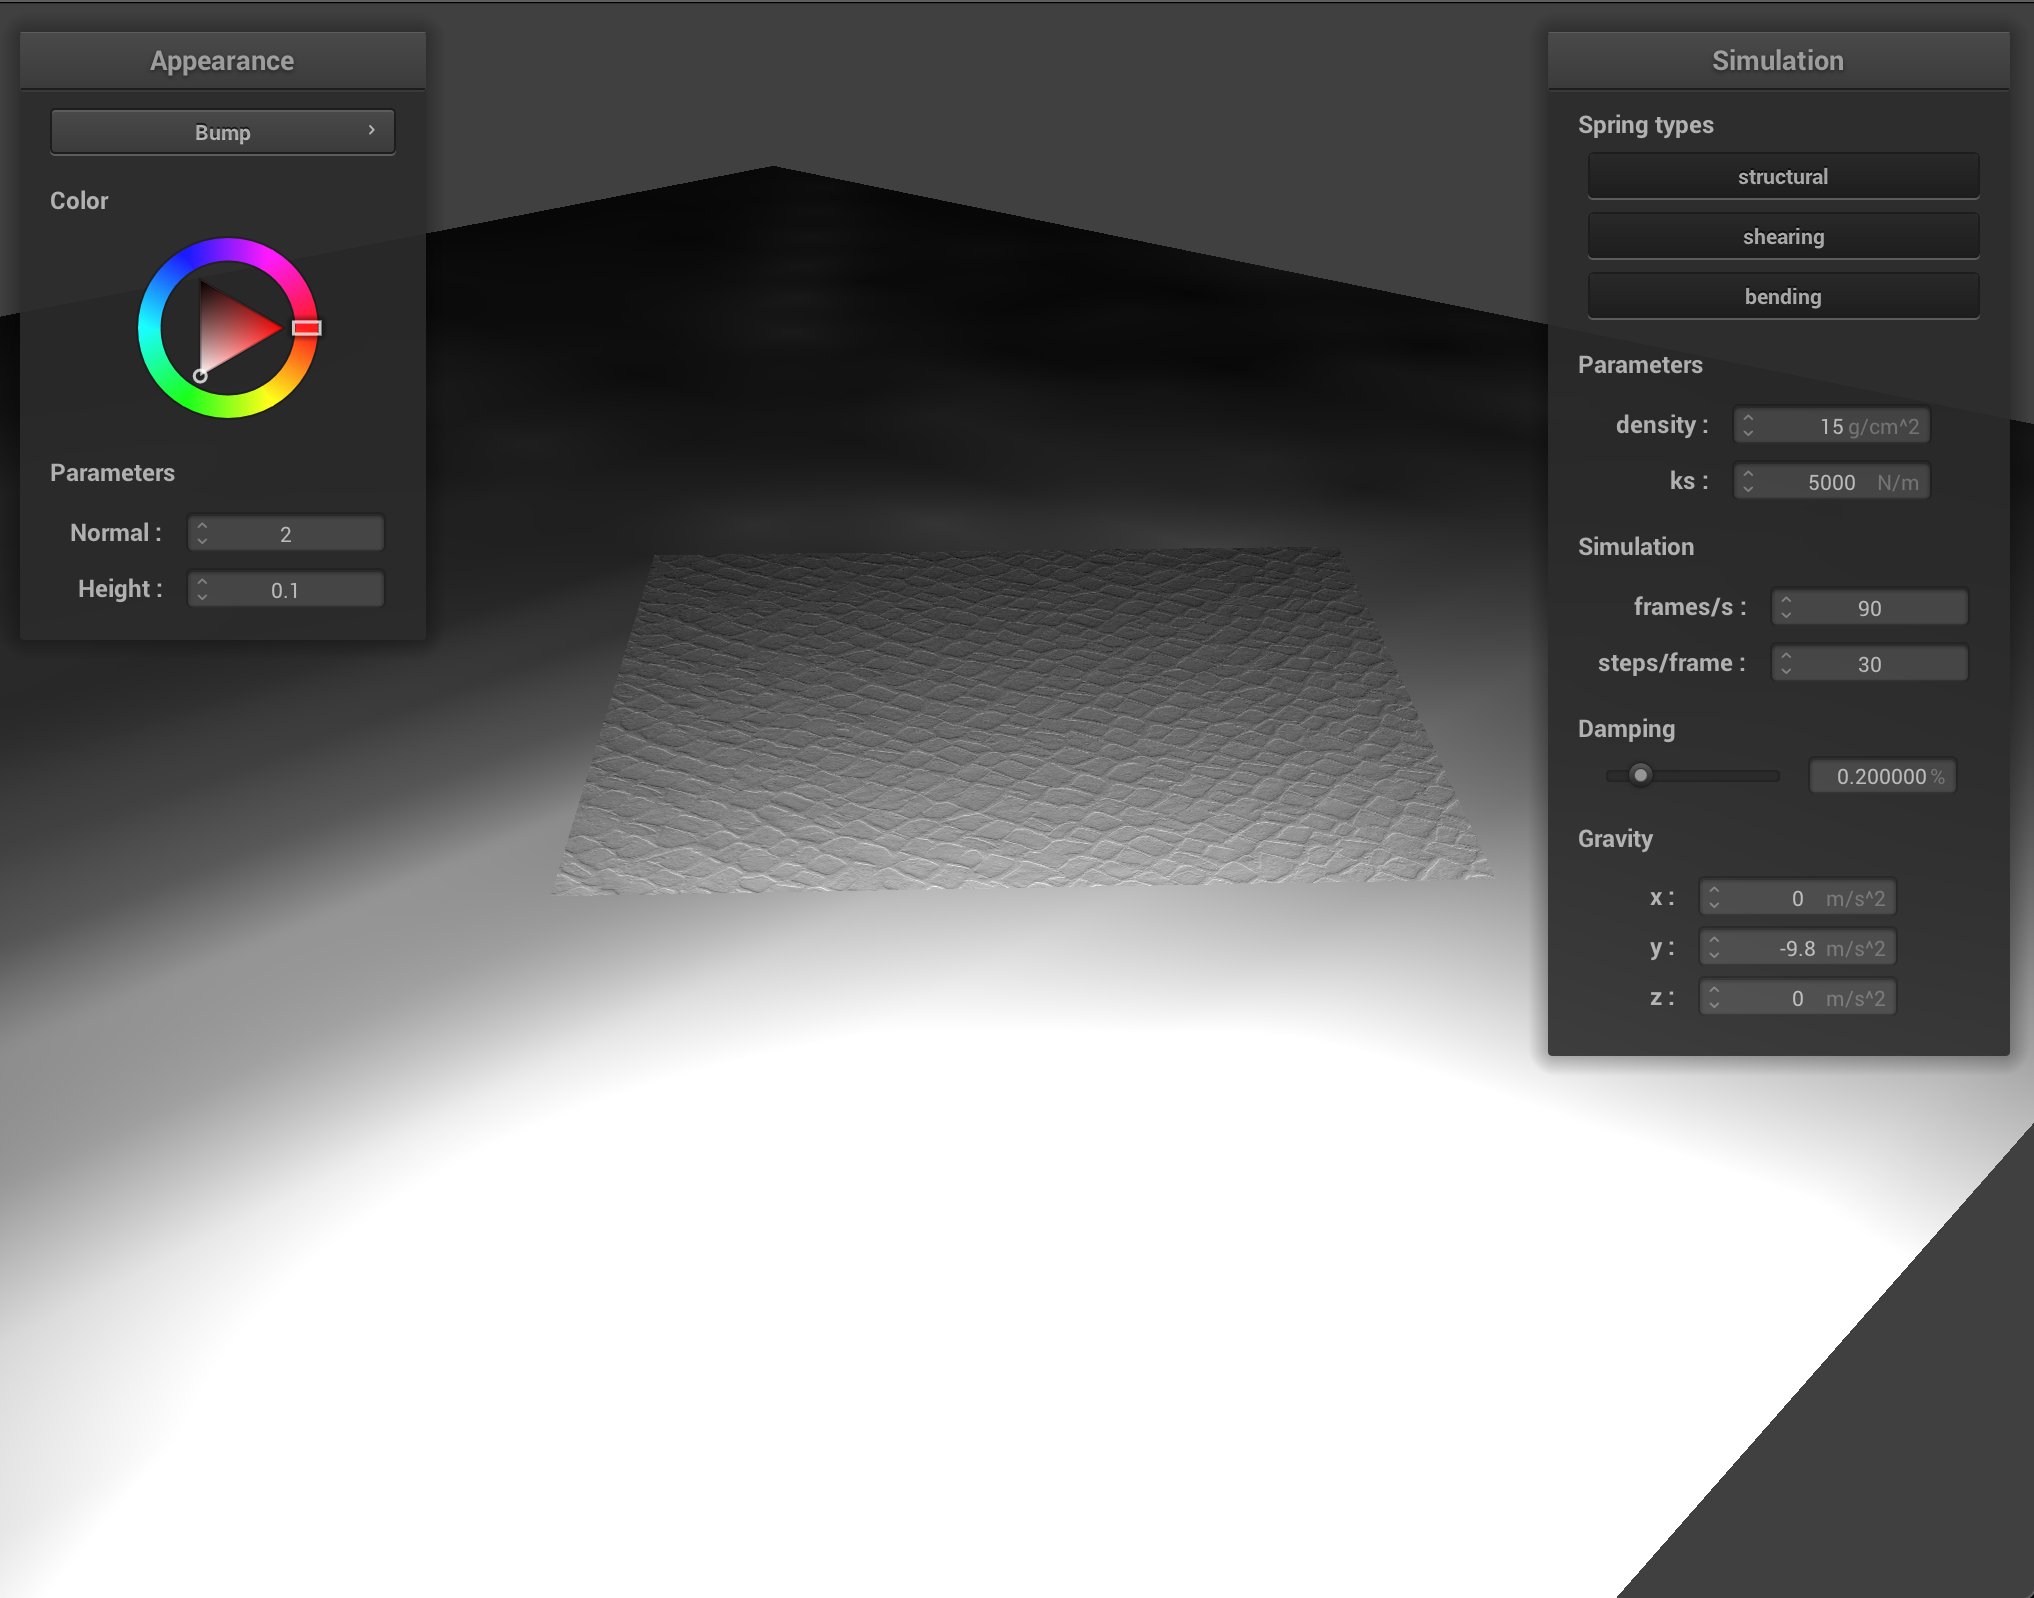 Appearance
Bump
Color
Parameters
Normal : 2
Height : 0.1
Simulation
Spring types
structural
shearing
bending
Parameters
density : 15 g/cm^2
ks : 5000 N/m
Simulation
frames/s : 90
steps/frame : 30
Damping
0.200000 %
Gravity
x : 0 m/s^2
y : -9.8 m/s^2
z : 0 m/s^2